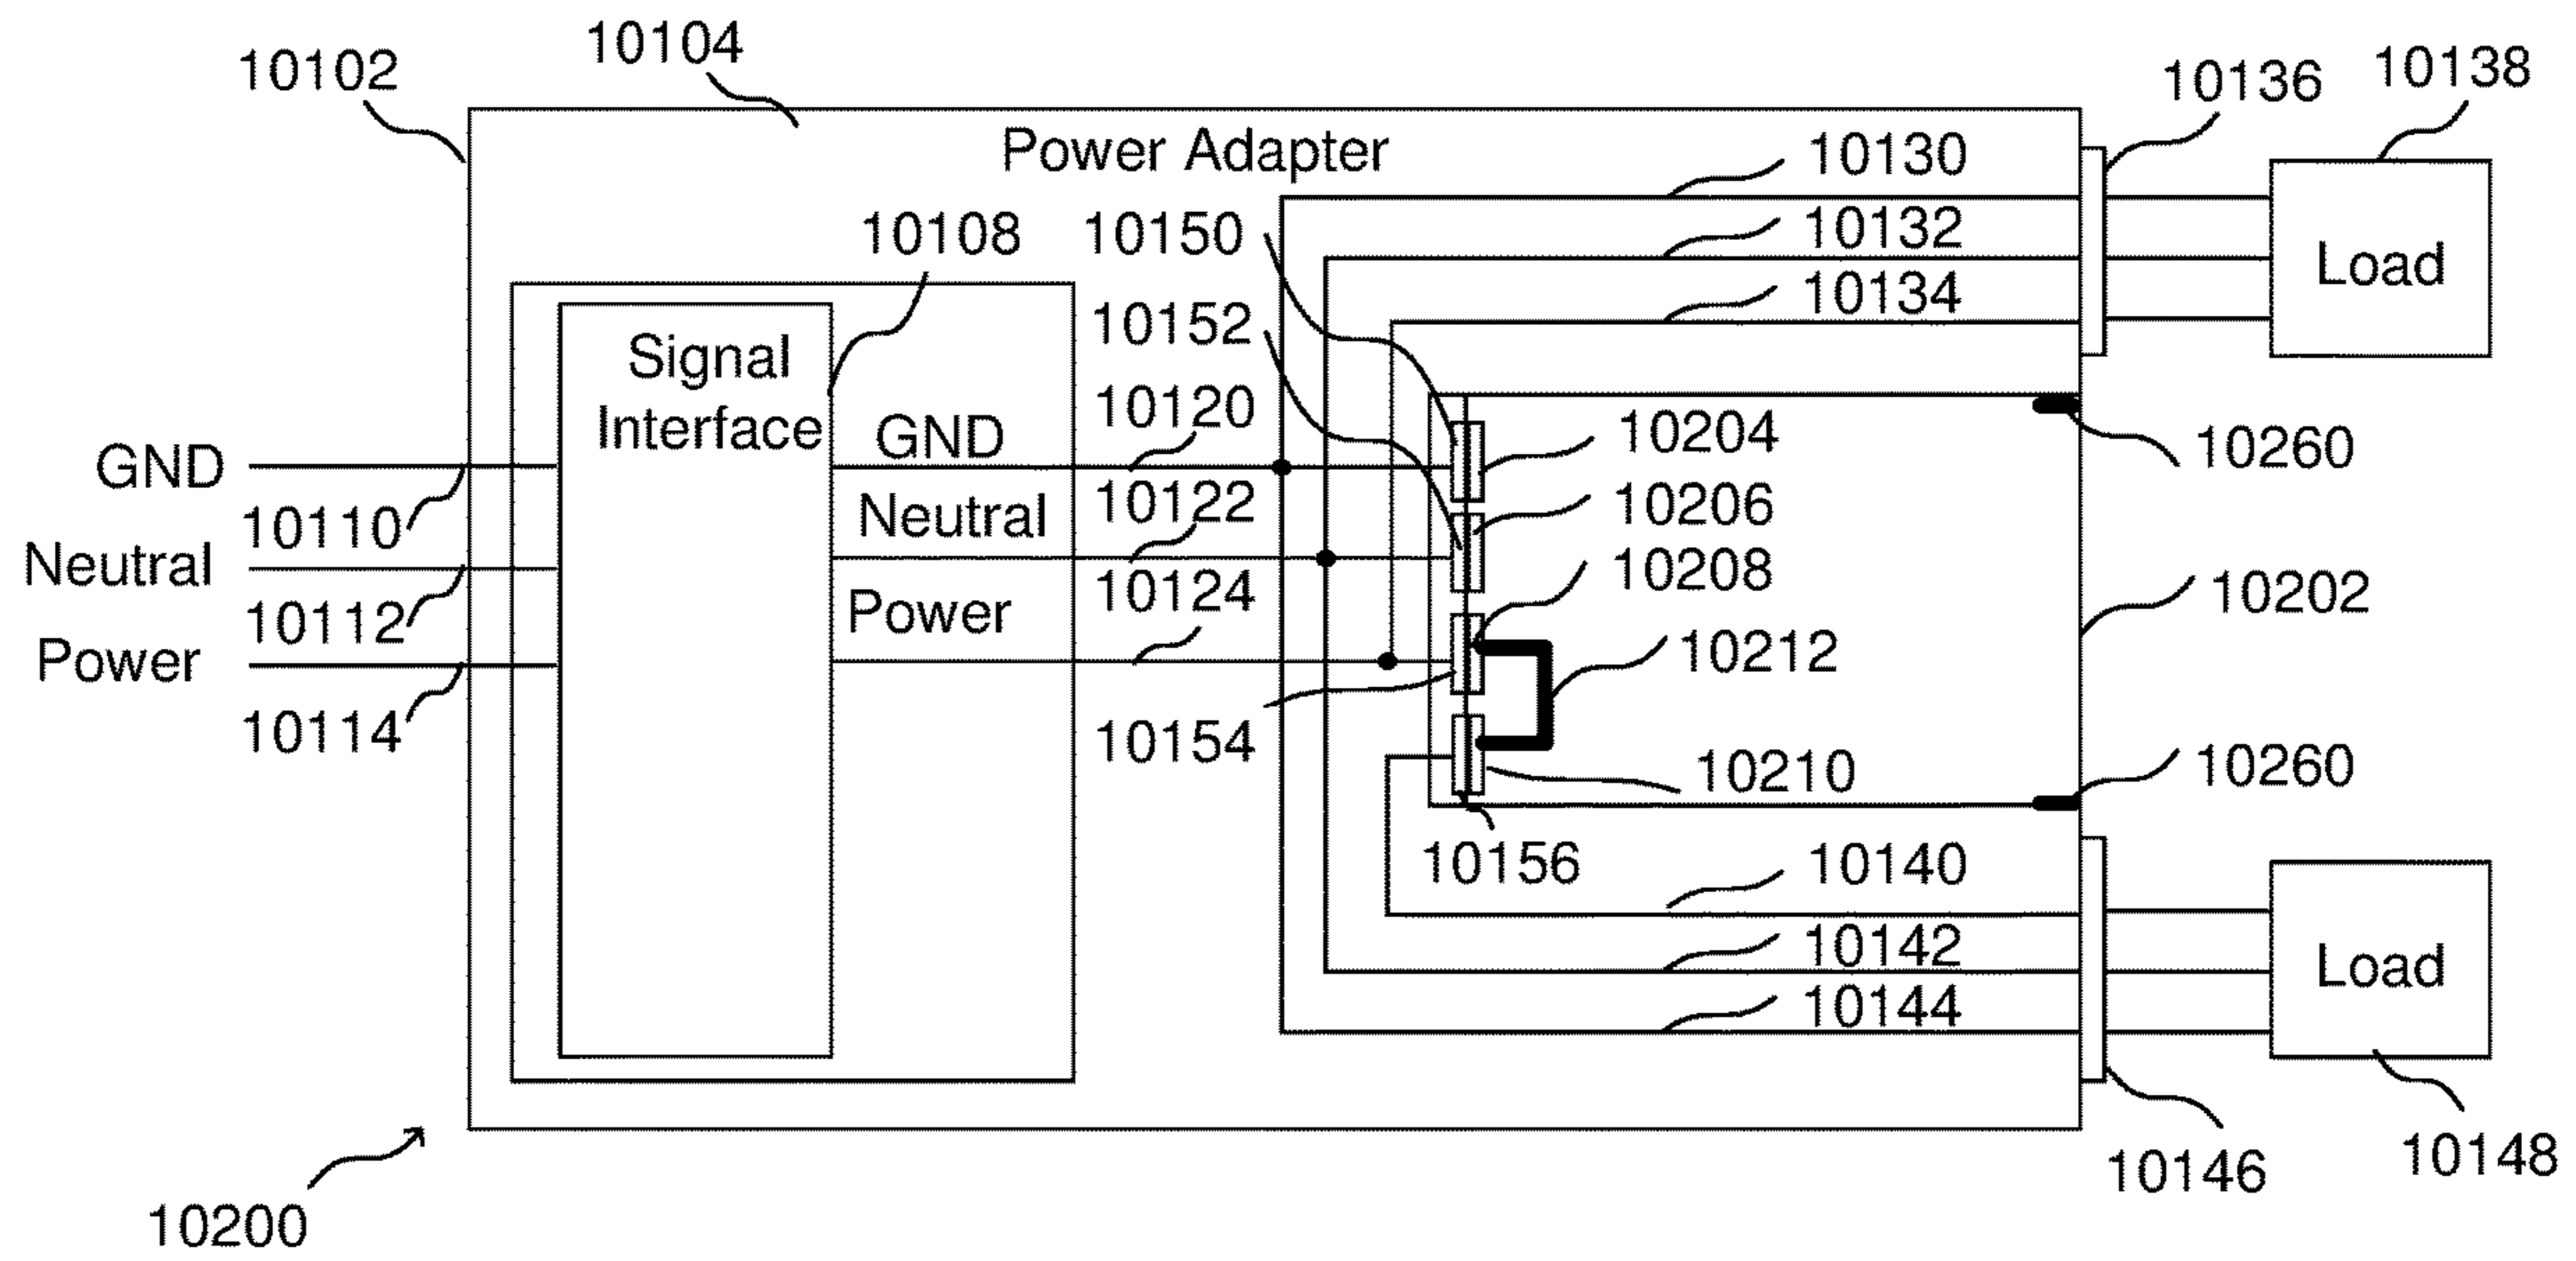 10104
10102
10136
10138
Power Adapter
10130
10108
10150
10132
Load
10134
10152
Signal
Interface
10120
GND
10204
10260
GND
10110
10122
Neutral
10206
Neutral
10112
10124
10208
10202
Power
Power
10212
10114
10154
10210
10260
10156
10140
10142
Load
10144
10146
10148
10200